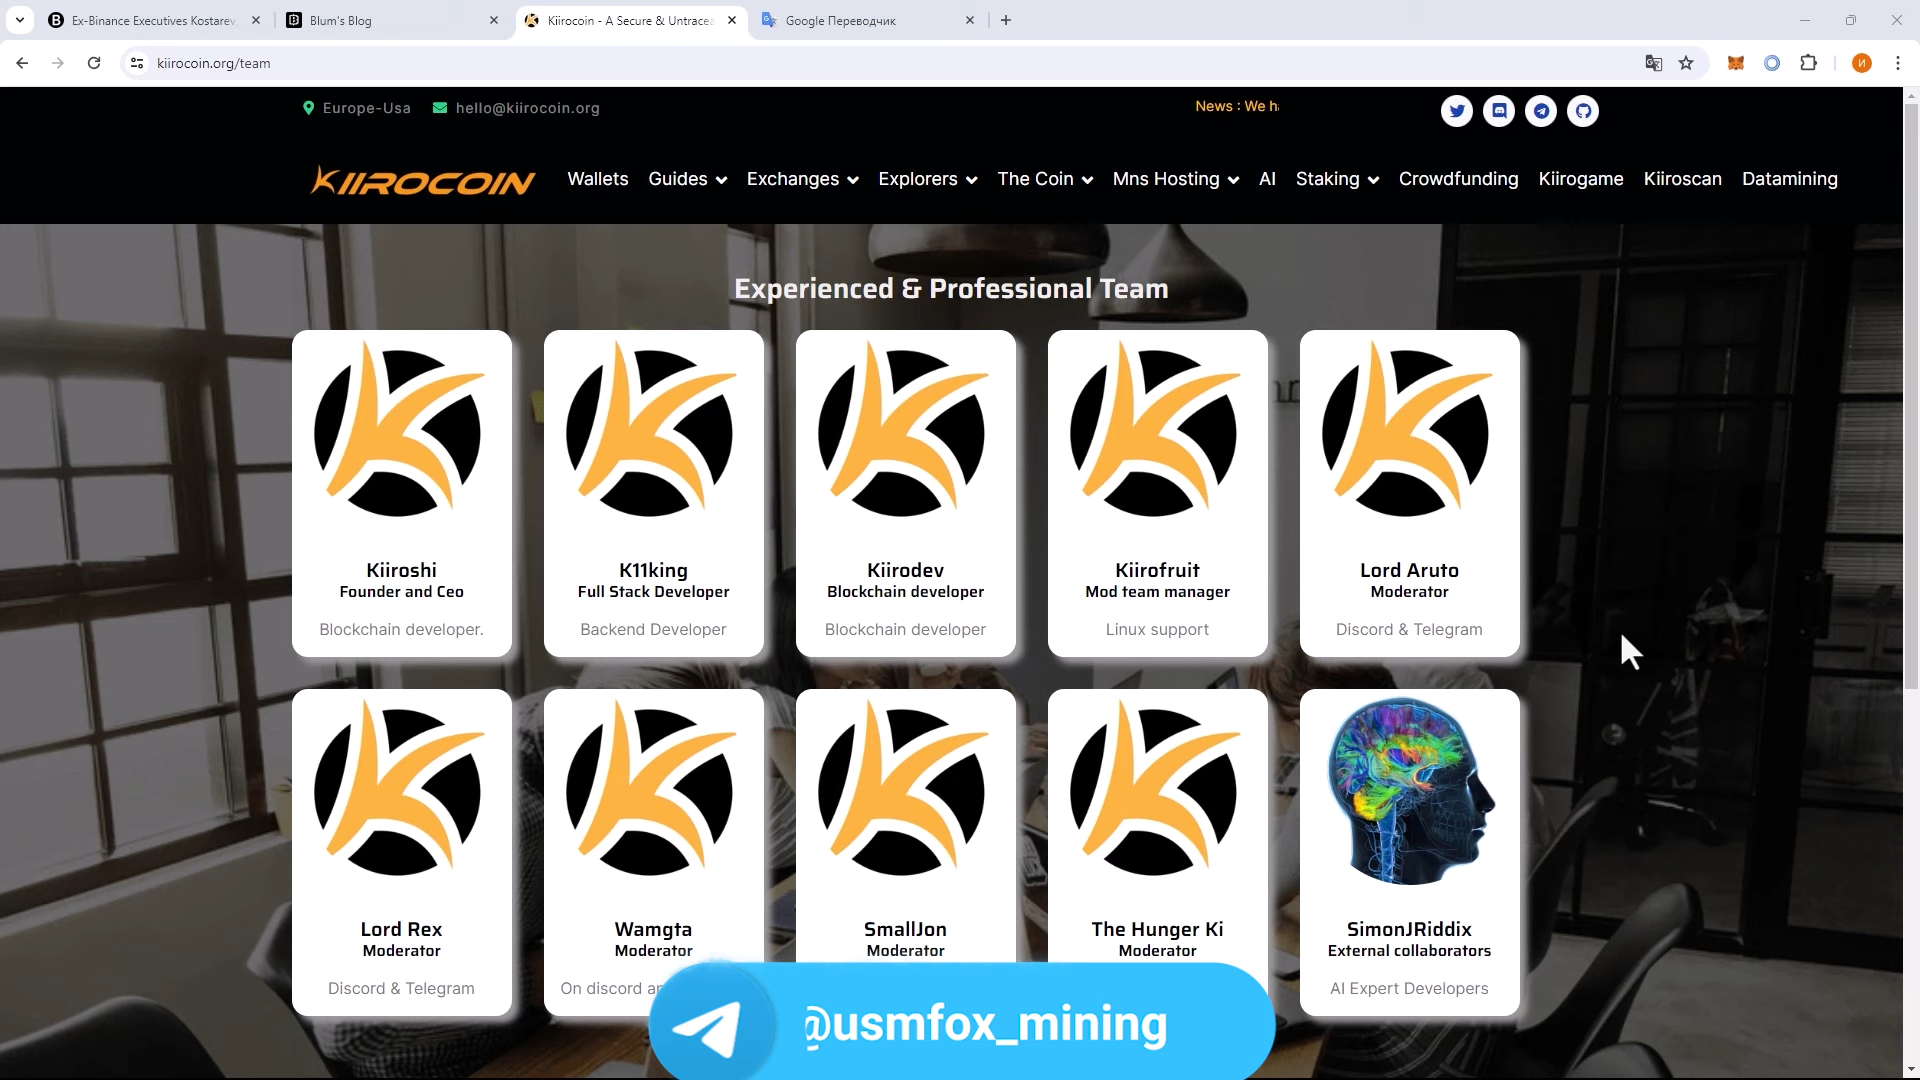 Ex-Binance Executives Kostarev
Blum's Blog
Kiirocoin - A Secure & Untracea
Google Переводчик
kiirocoin.org/team
И
Europe-Usa
hello@kiirocoin.org
News : We ha
KIIROCOIN
Wallets
Guides
Exchanges
Explorers
The Coin
Mns Hosting
AI
Staking
Crowdfunding
Kiirogame
Kiiroscan
Datamining
Experienced & Professional Team
Kiiroshi
Founder and Ceo
Blockchain developer.
K11king
Full Stack Developer
Backend Developer
Kiirodev
Blockchain developer
Blockchain developer
Kiirofruit
Mod team manager
Linux support
Lord Aruto
Moderator
Discord & Telegram
Lord Rex
Moderator
Discord & Telegram
Wamgta
Moderator
On discord
SmallJon
Moderator
The Hunger Ki
Moderator
SimonJRiddix
External collaborators
AI Expert Developers
@usmfox_mining